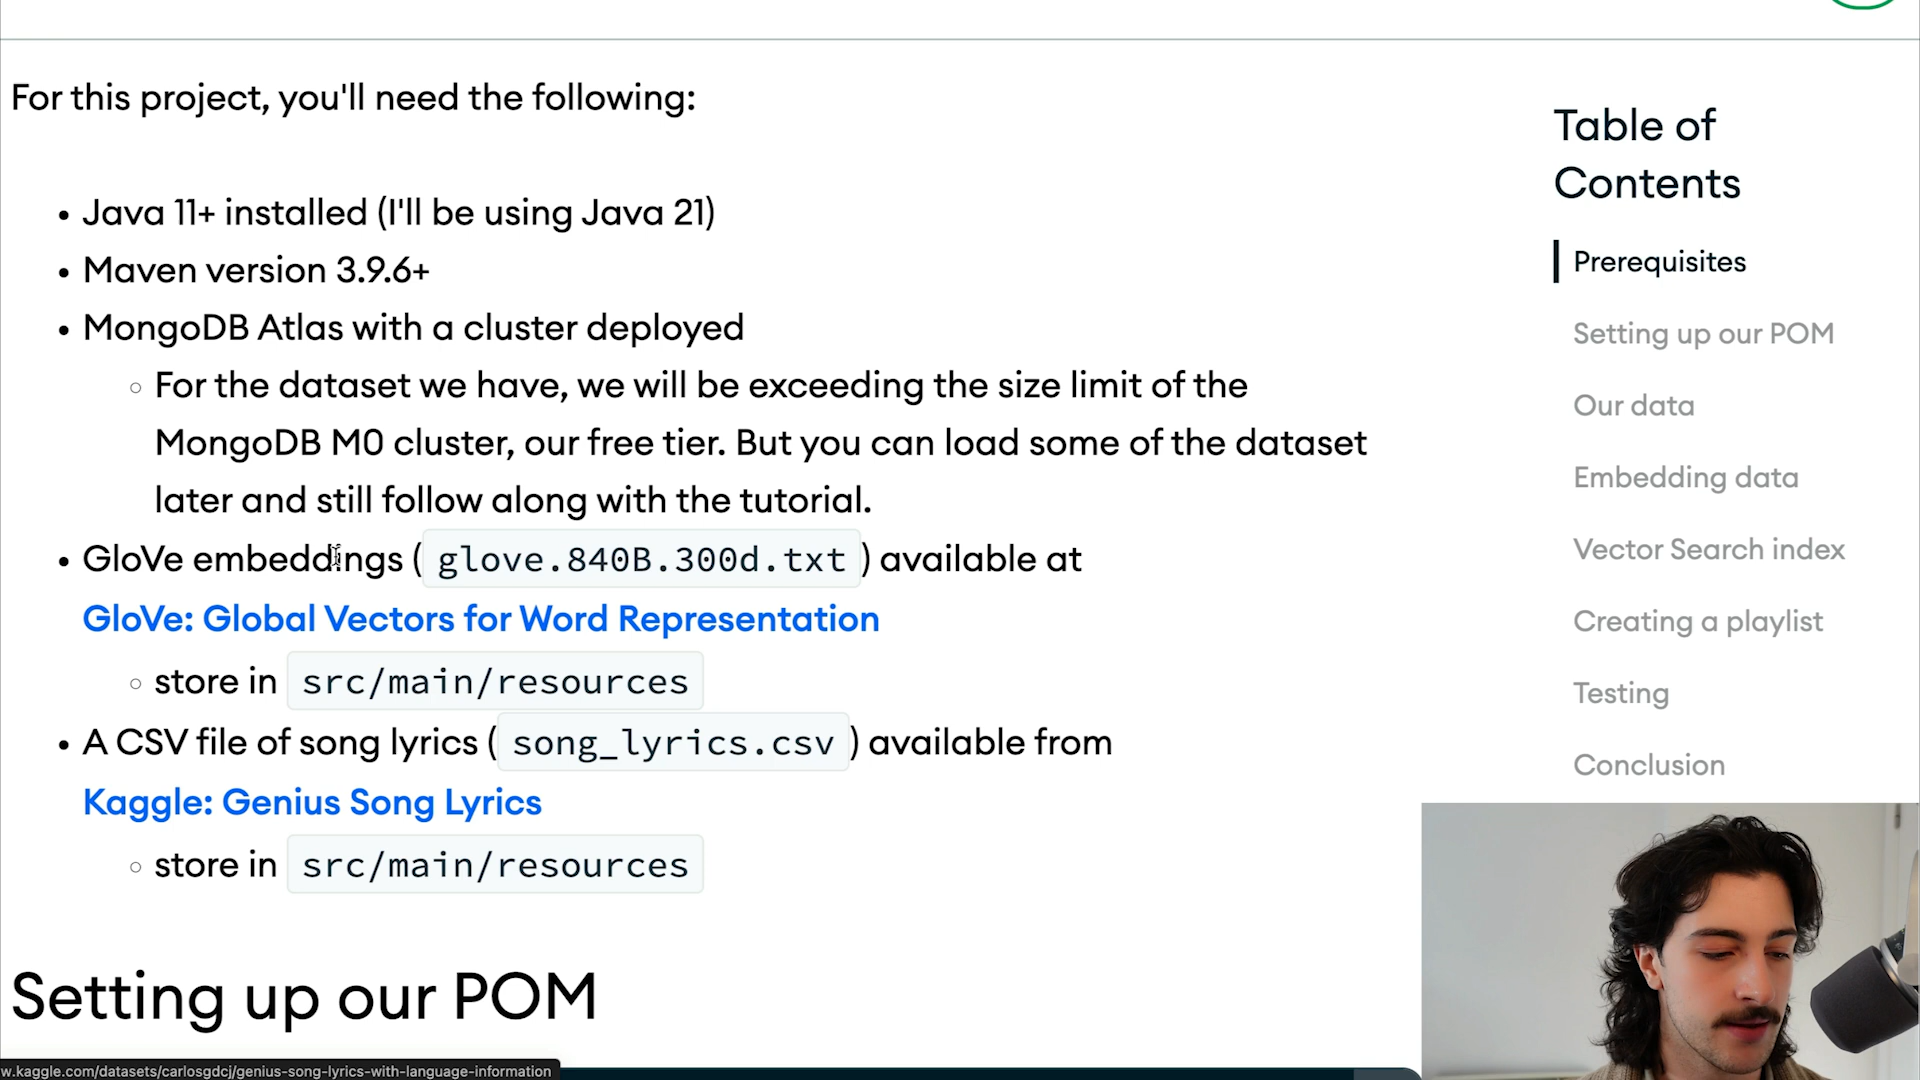 For this project, you'll need the following:
Java 11+ installed (I'll be using Java 21)
Maven version 3.9.6+
MongoDB Atlas with a cluster deployed
For the dataset we have, we will be exceeding the size limit of the
MongoDB M0 cluster, our free tier. But you can load some of the dataset
later and still follow along with the tutorial.
GloVe embeddings ( glove.840B.300d.txt ) available at
GloVe: Global Vectors for Word Representation
store in src/main/resources
A CSV file of song lyrics ( song_lyrics.csv ) available from
Kaggle: Genius Song Lyrics
store in src/main/resources
Setting up our POM
w.kaggle.com/datasets/carlosgdcj/genius-song-lyrics-with-language-information
Table of
Contents
Prerequisites
Setting up our POM
Our data
Embedding data
Vector Search index
Creating a playlist
Testing
Conclusion